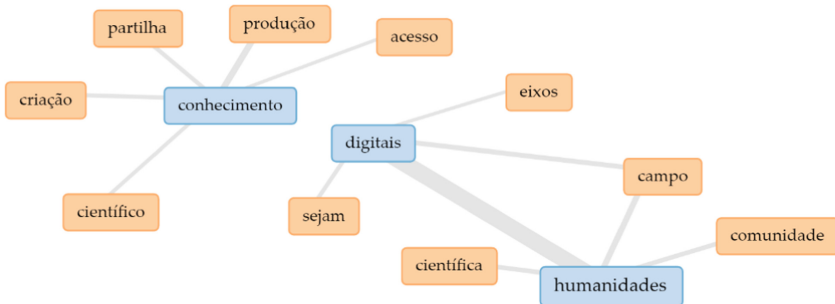 partilha
produção
acesso
criação
conhecimento
eixos
digitais
campo
científico
sejam
comunidade
científica
humanidades